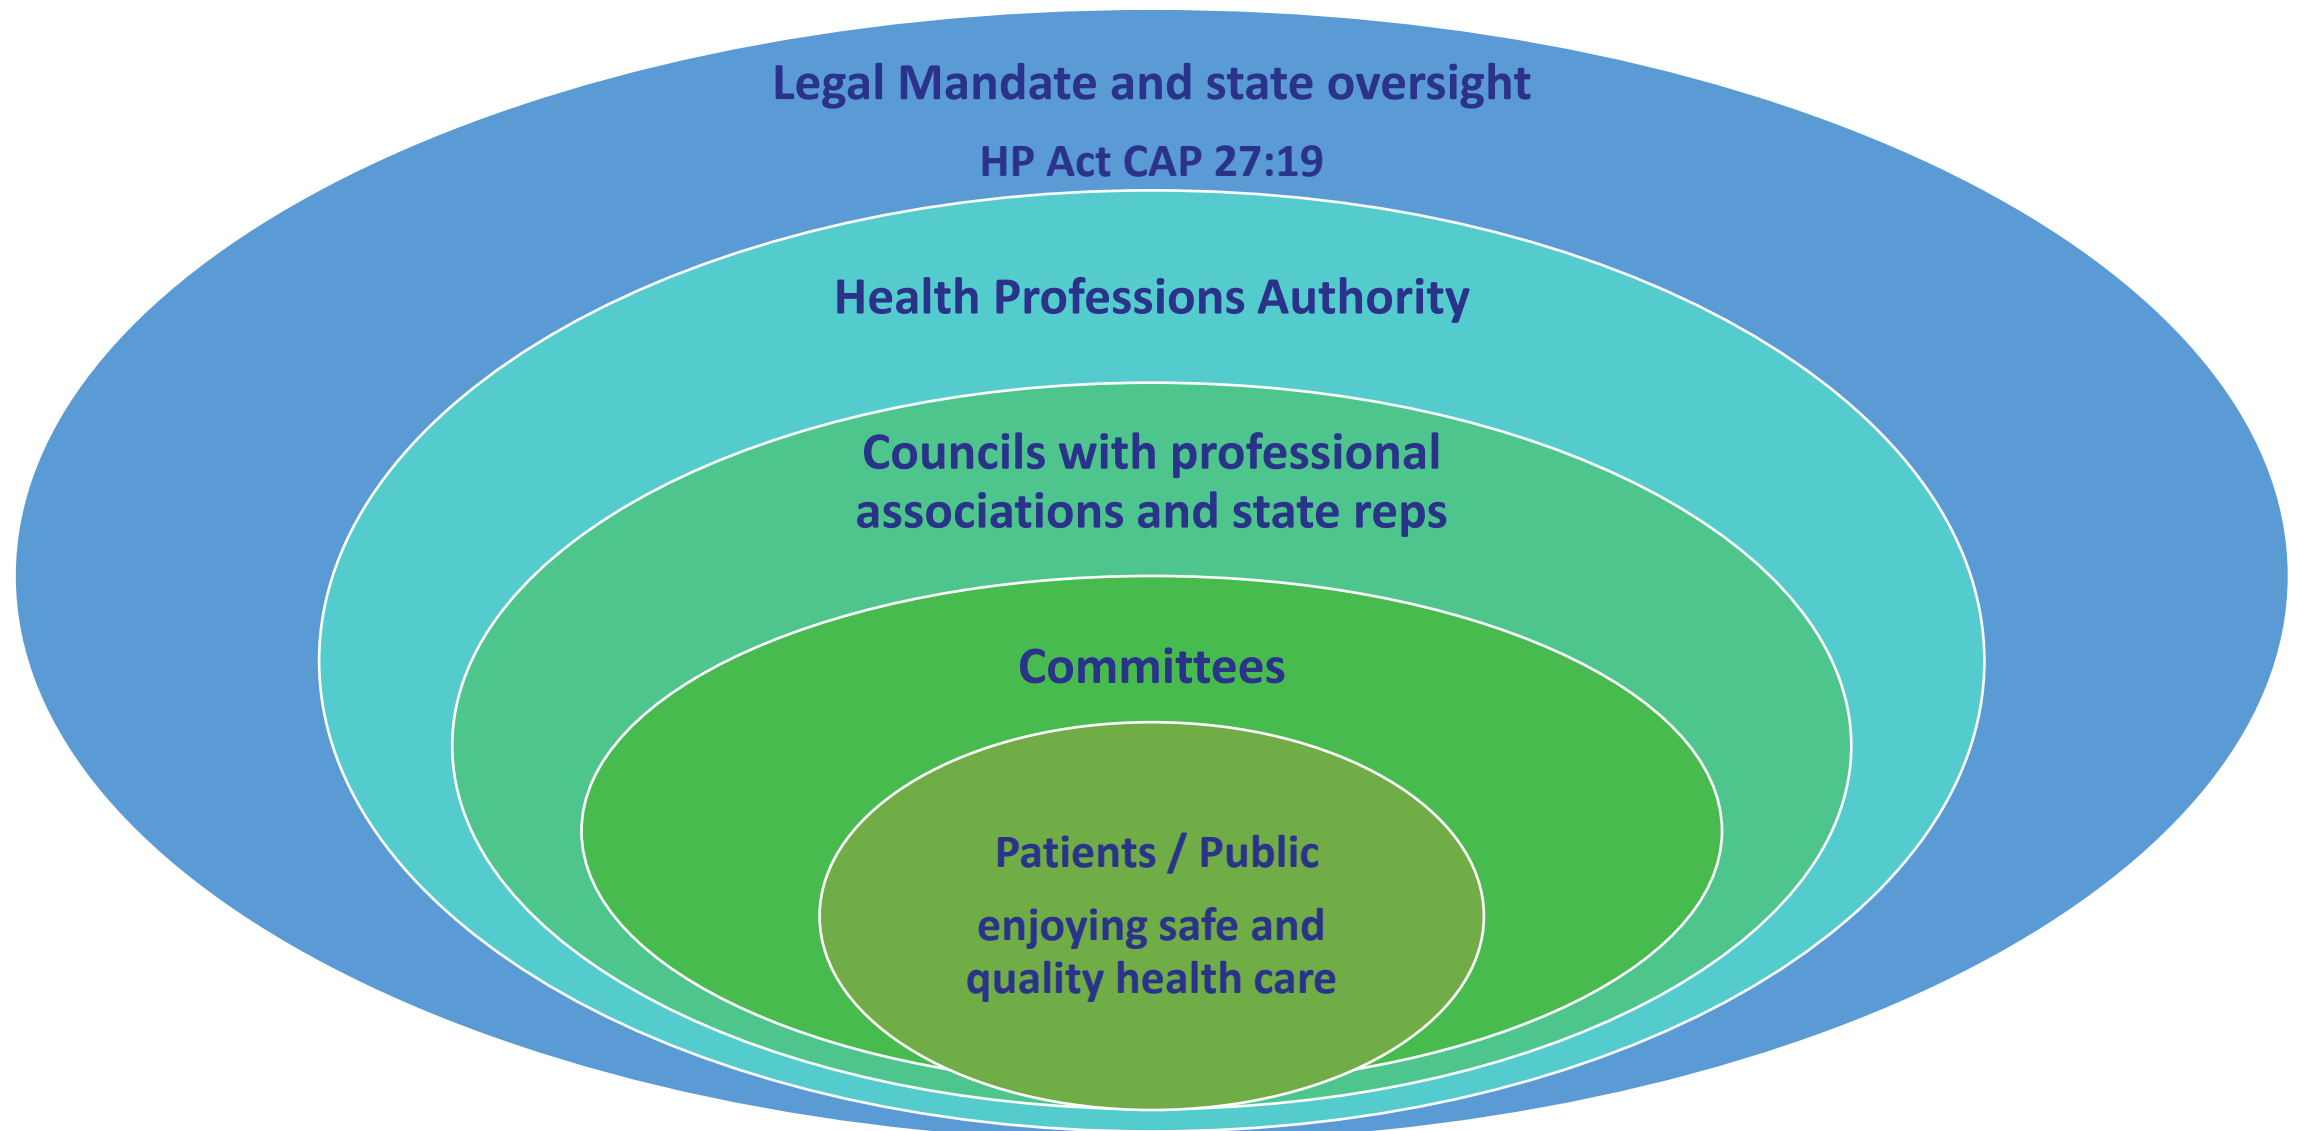 Legal Mandate and state oversight
HP Act CAP 27:19
Health Professions Authority
Councils with professional
associations and state reps
Committees
Patients / Public
enjoying safe and
quality health care